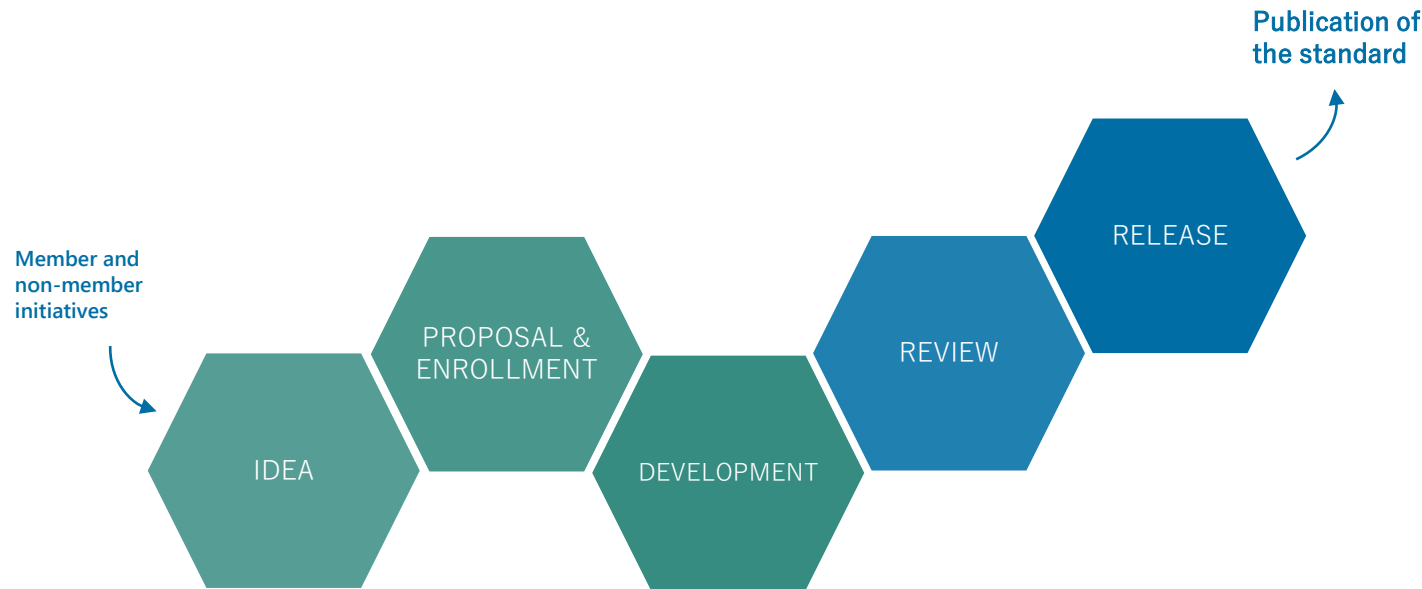 Member and
non-member
initiatives
IDEA
PROPOSAL &
ENROLLMENT
DEVELOPMENT
REVIEW
RELEASE
Publication of
the standard